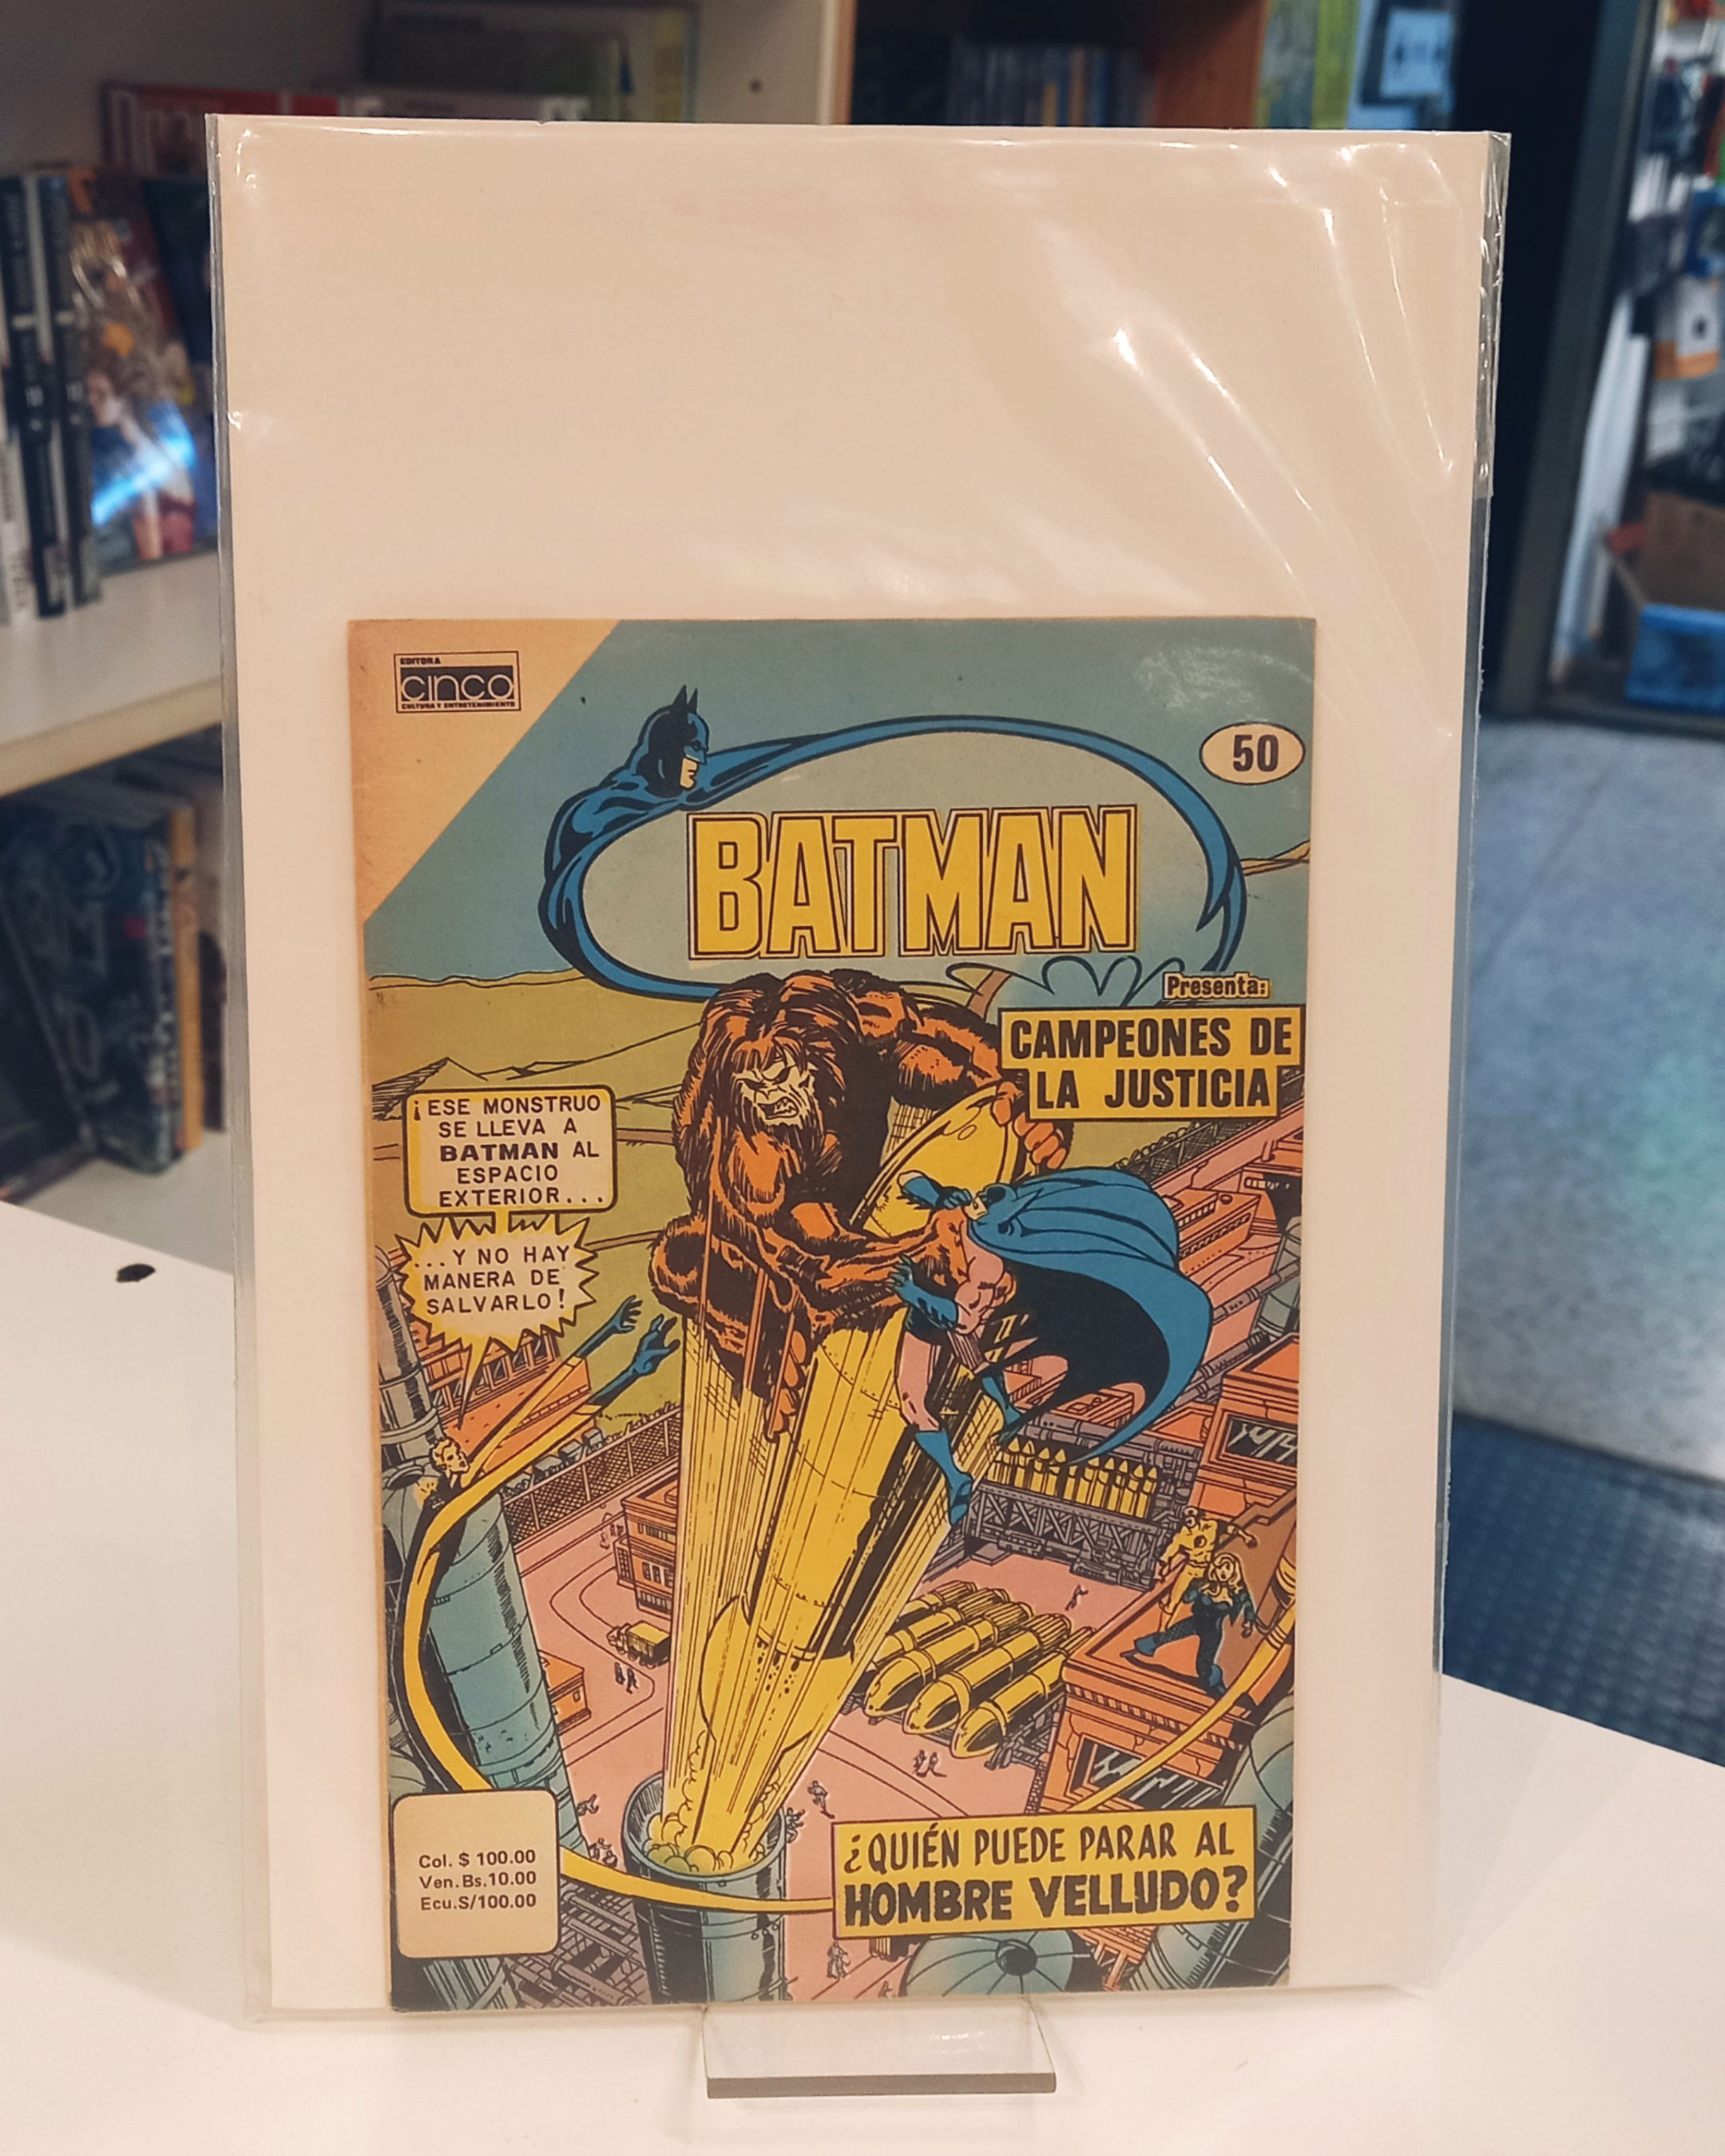 EDITORA
cinco
CULTURA Y ENTRETENIMIENTO
50
BATMAN
Presenta:
CAMPEONES DE
LA JUSTICIA
¡ESE MONSTRUO
SE LLEVA A
BATMAN AL
ESPACIO
EXTERIOR...
...Y NO HAY
MANERA DE
SALVARLO!
Col. $ 100.00
Ven.Bs.10.00
Ecu.S/100.00
¿QUIÉN PUEDE PARAR AL
HOMBRE VELLUDO?